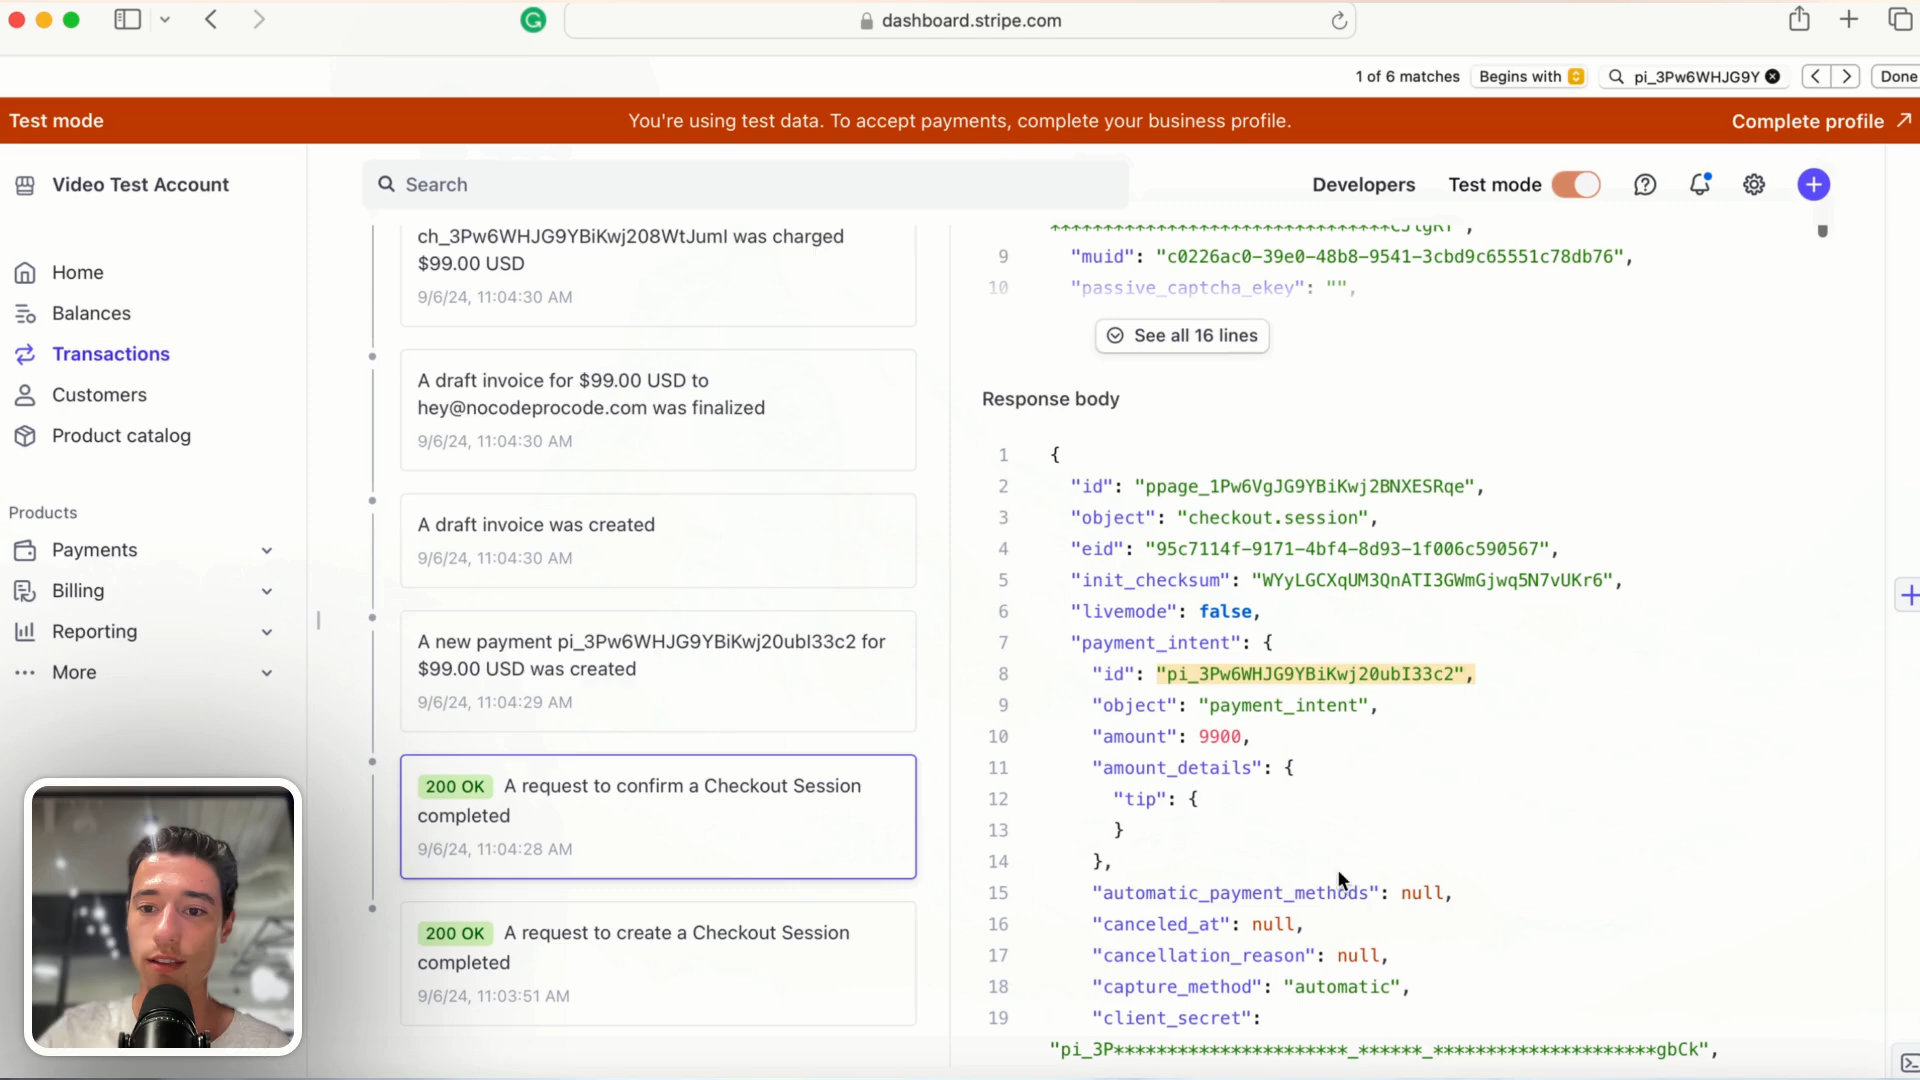 dashboard.stripe.com
1 of 6 matches
Begins with
pi_3Pw6WHJG9Y
Done
Test mode
You're using test data. To accept payments, complete your business profile.
Complete profile
Video Test Account
Search
Developers
Test mode
Home
Balances
Transactions
Customers
Product catalog
Products
Payments
Billing
Reporting
More
ch_3Pw6WHJG9YBiKwj208WtJumI was charged
$99.00 USD
9/6/24, 11:04:30 AM
A draft invoice for $99.00 USD to
hey@nocodeprocode.com was finalized
9/6/24, 11:04:30 AM
A draft invoice was created
9/6/24, 11:04:30 AM
A new payment pi_3Pw6WHJG9YBiKwj20ubI33c2 for
$99.00 USD was created
9/6/24, 11:04:29 AM
200 OK A request to confirm a Checkout Session
completed
9/6/24, 11:04:28 AM
200 OK A request to create a Checkout Session
completed
9/6/24, 11:03:51 AM
9 "muid": "c0226ac0-39e0-48b8-9541-3cbd9c65551c78db76",
10 "passive_captcha_ekey": "",
See all 16 lines
Response body
1 {
2 "id": "ppage_1Pw6VgJG9YBiKwj2BNXESRqe",
3 "object": "checkout.session",
4 "eid": "95c7114f-9171-4bf4-8d93-1f006c590567",
5 "init_checksum": "WYyLGCXqUM3QnATI3GWmGjwq5N7vUKr6",
6 "livemode": false,
7 "payment_intent": {
8 "id": "pi_3Pw6WHJG9YBiKwj20ubI33c2",
9 "object": "payment_intent",
10 "amount": 9900,
11 "amount_details": {
12 "tip": {
13 }
14 },
15 "automatic_payment_methods": null,
16 "canceled_at": null,
17 "cancellation_reason": null,
18 "capture_method": "automatic",
19 "client_secret":
"pi_3P**********************_******_*********************gbCk",